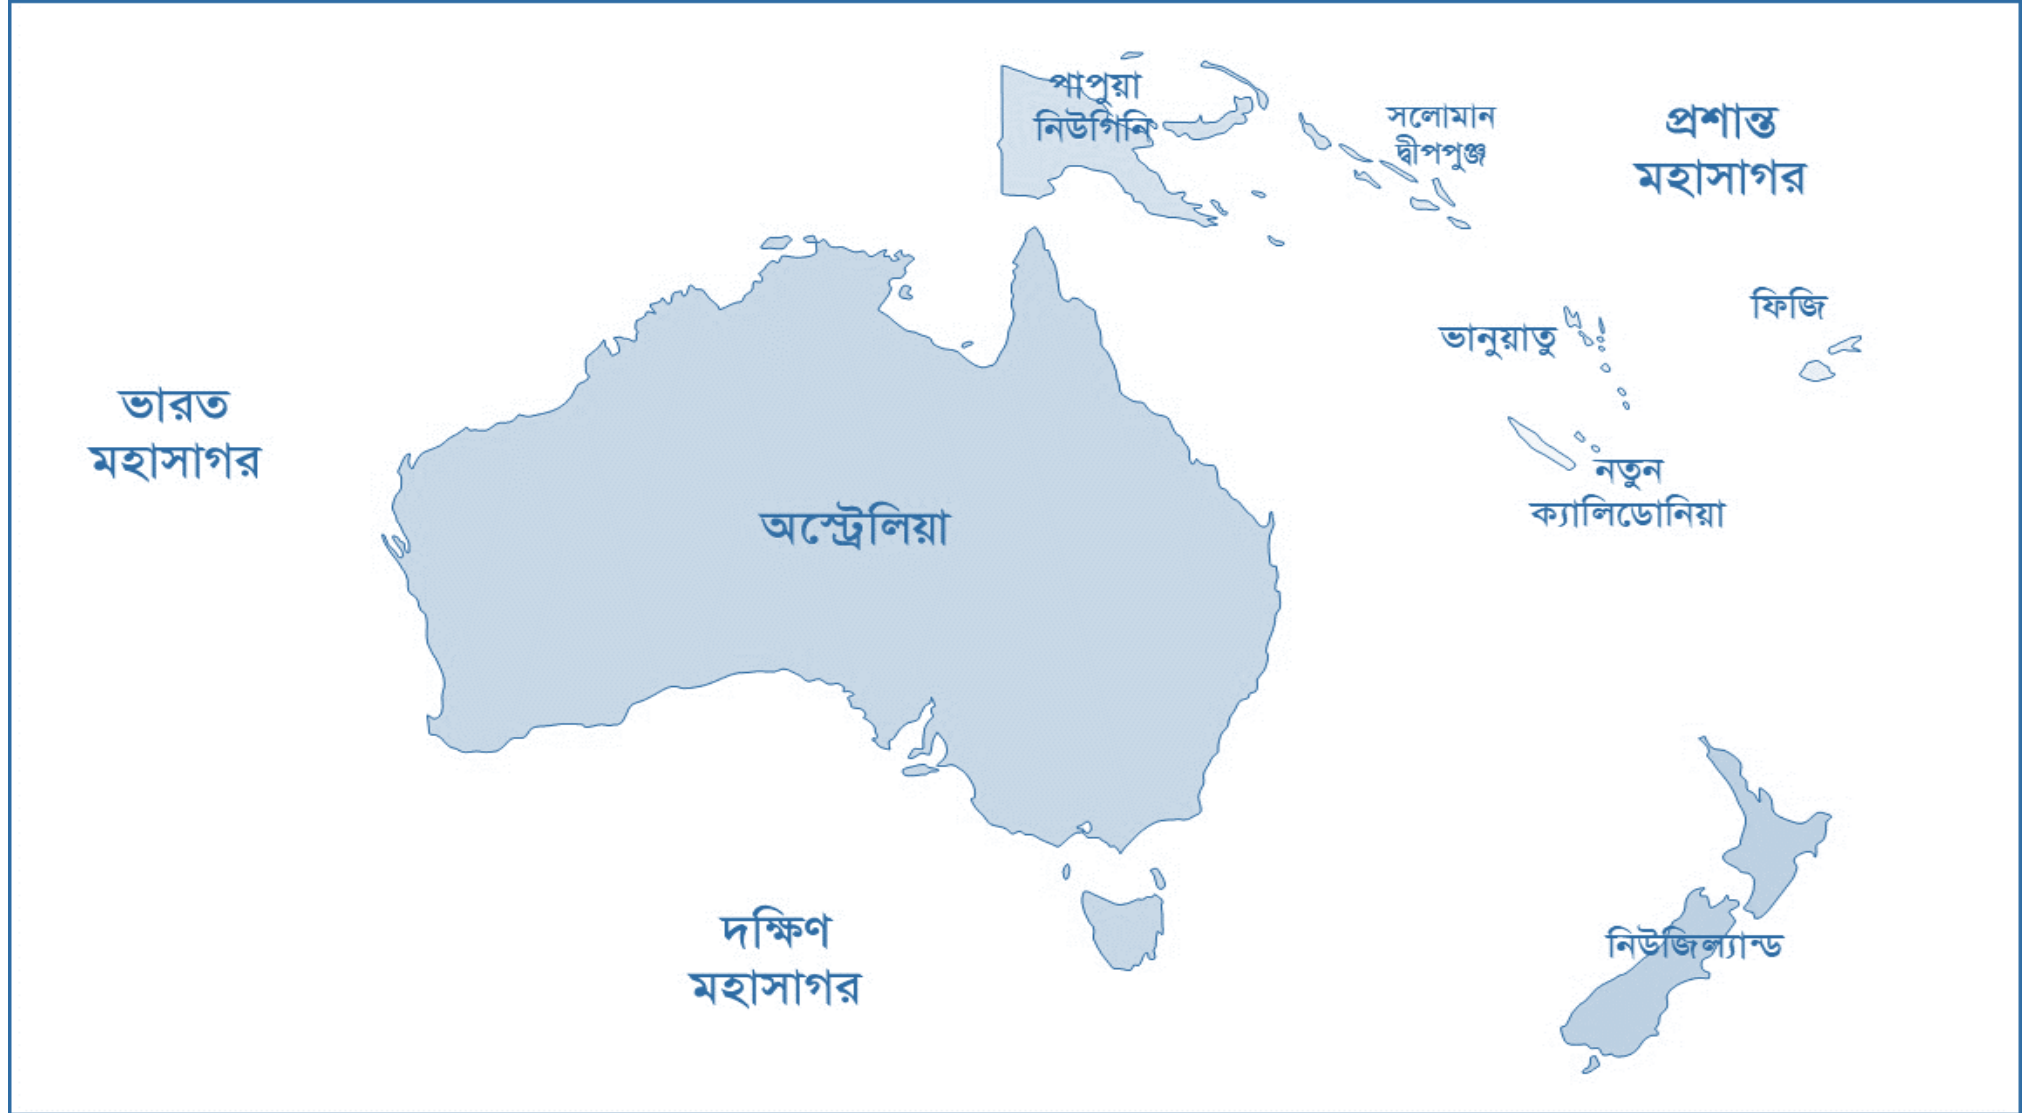 পাপুয়া
নিউগিনি
সলোমান
দ্বীপপুঞ্জ
প্রশান্ত
মহাসাগর
ফিজি
ভানুয়াতু
ভারত
মহাসাগর
নতুন
ক্যালিডোনিয়া
অস্ট্রেলিয়া
দক্ষিণ
মহাসাগর
নিউজিল্যান্ড